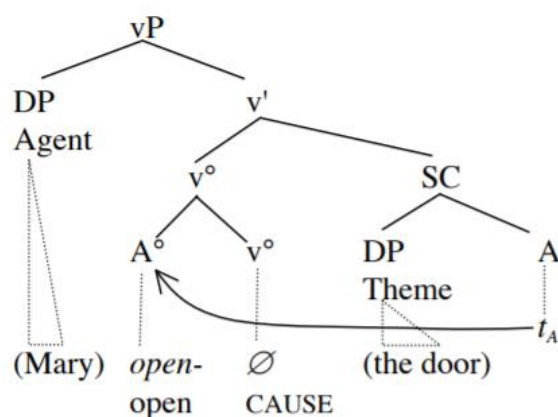 vP
DP v'
Agent
v° SC
A° v° DP A
Theme
t_A
(Mary) open- ∅ (the door)
open CAUSE